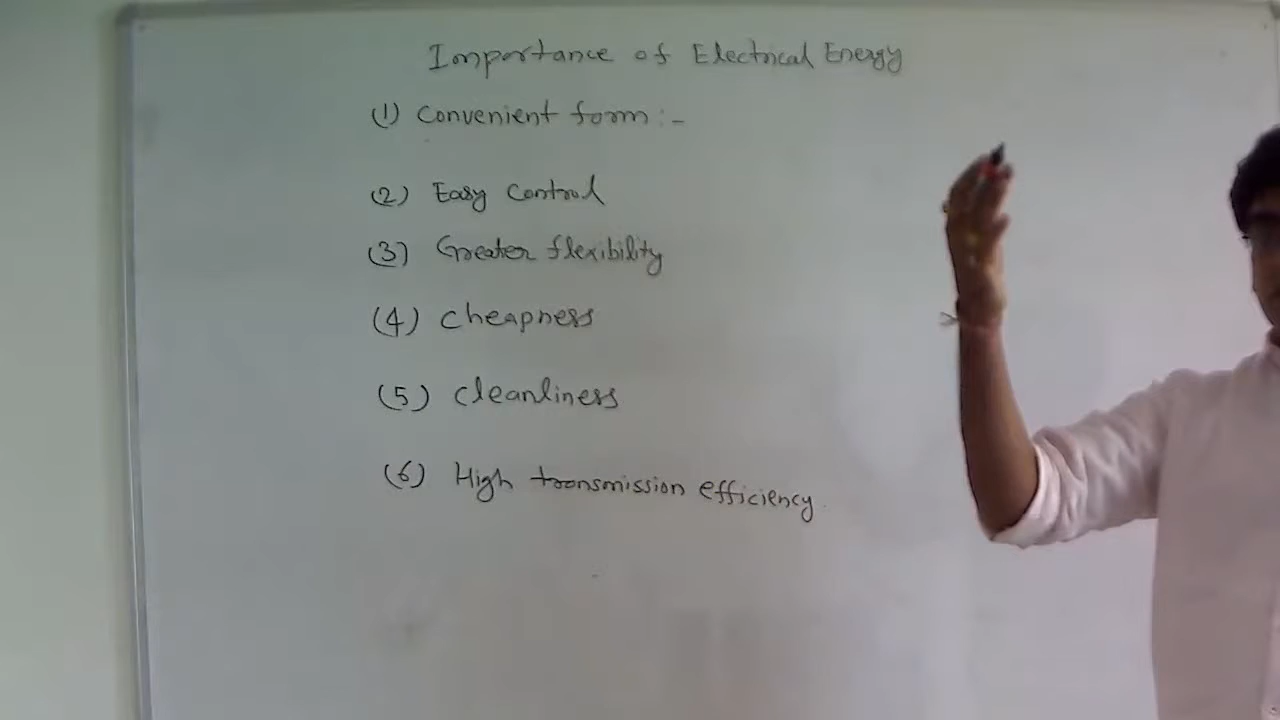 Importance of Electrical Energy
(1) Convenient form :-
(2) Easy Control
(3) Greater flexibility
(4) Cheapness
(5) Cleanliness
(6) High transmission efficiency.